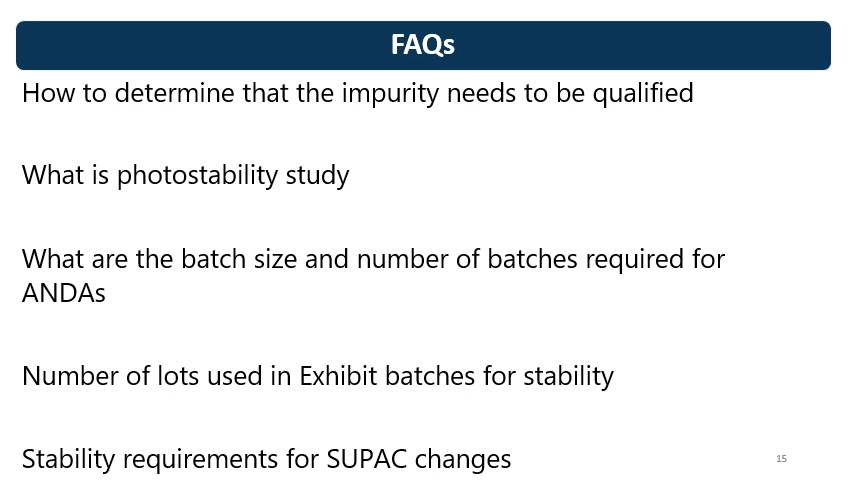 FAQs
How to determine that the impurity needs to be qualified
What is photostability study
What are the batch size and number of batches required for
ANDAs
Number of lots used in Exhibit batches for stability
Stability requirements for SUPAC changes
15